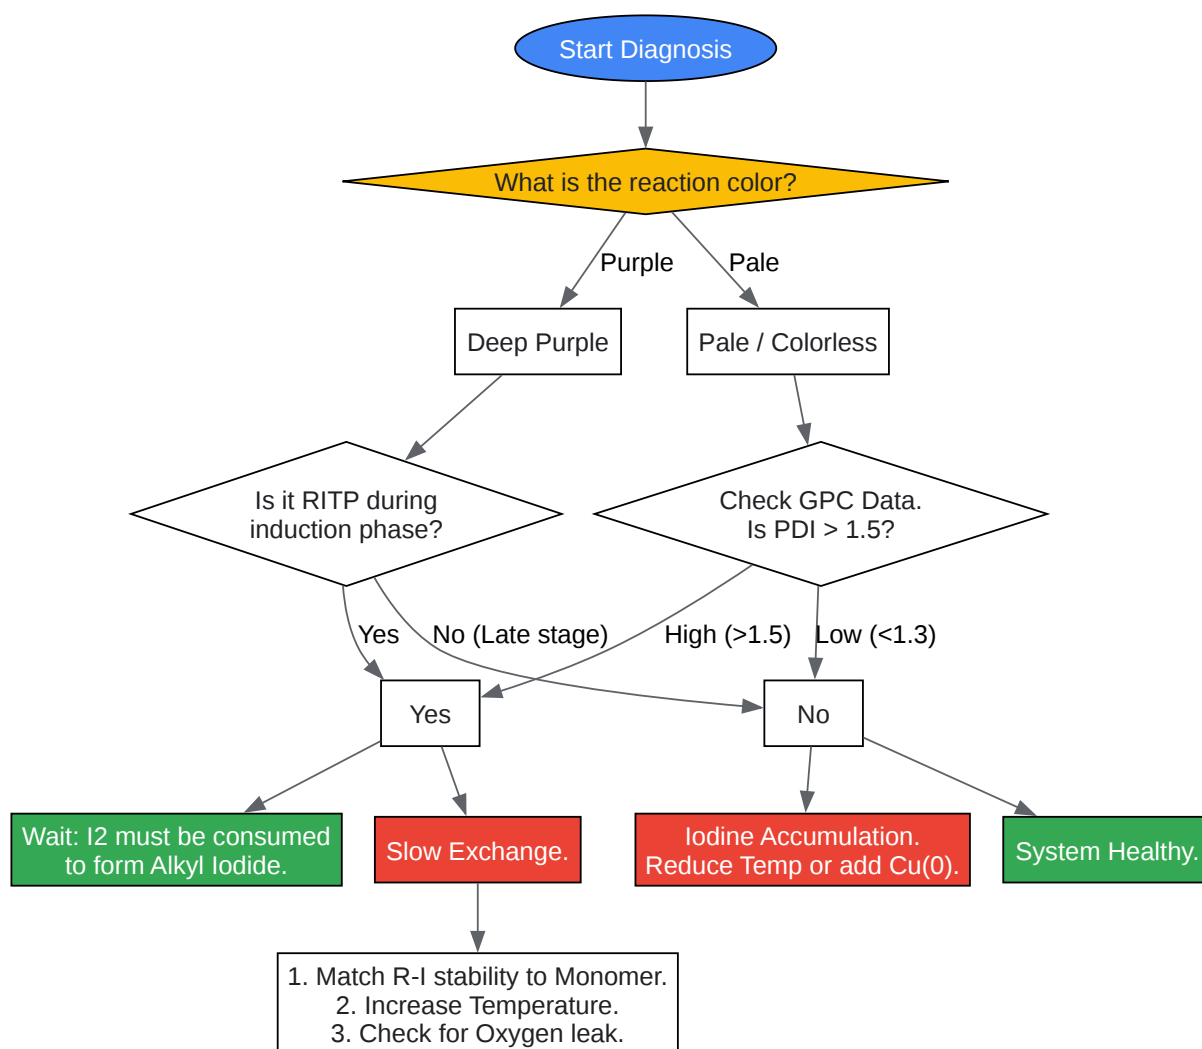 Start Diagnosis
What is the reaction color?
Purple
Pale
Deep Purple
Pale / Colorless
Is it RITP during
induction phase?
Check GPC Data.
Is PDI > 1.5?
Yes
No (Late stage)
High (>1.5)
Low (<1.3)
Yes
No
Wait: I2 must be consumed
to form Alkyl Iodide.
Slow Exchange.
Iodine Accumulation.
Reduce Temp or add Cu(0).
System Healthy.
1. Match R-I stability to Monomer.
2. Increase Temperature.
3. Check for Oxygen leak.